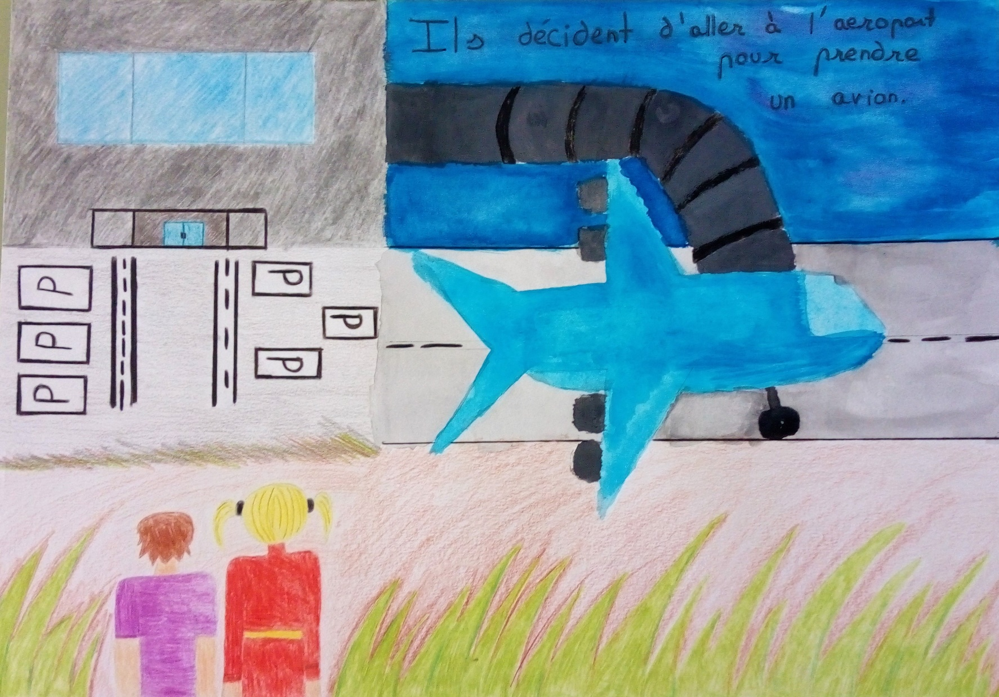 Ils décident d'aller à l'aeroport
pour prendre
un avion.
P
P
P
P
P
P